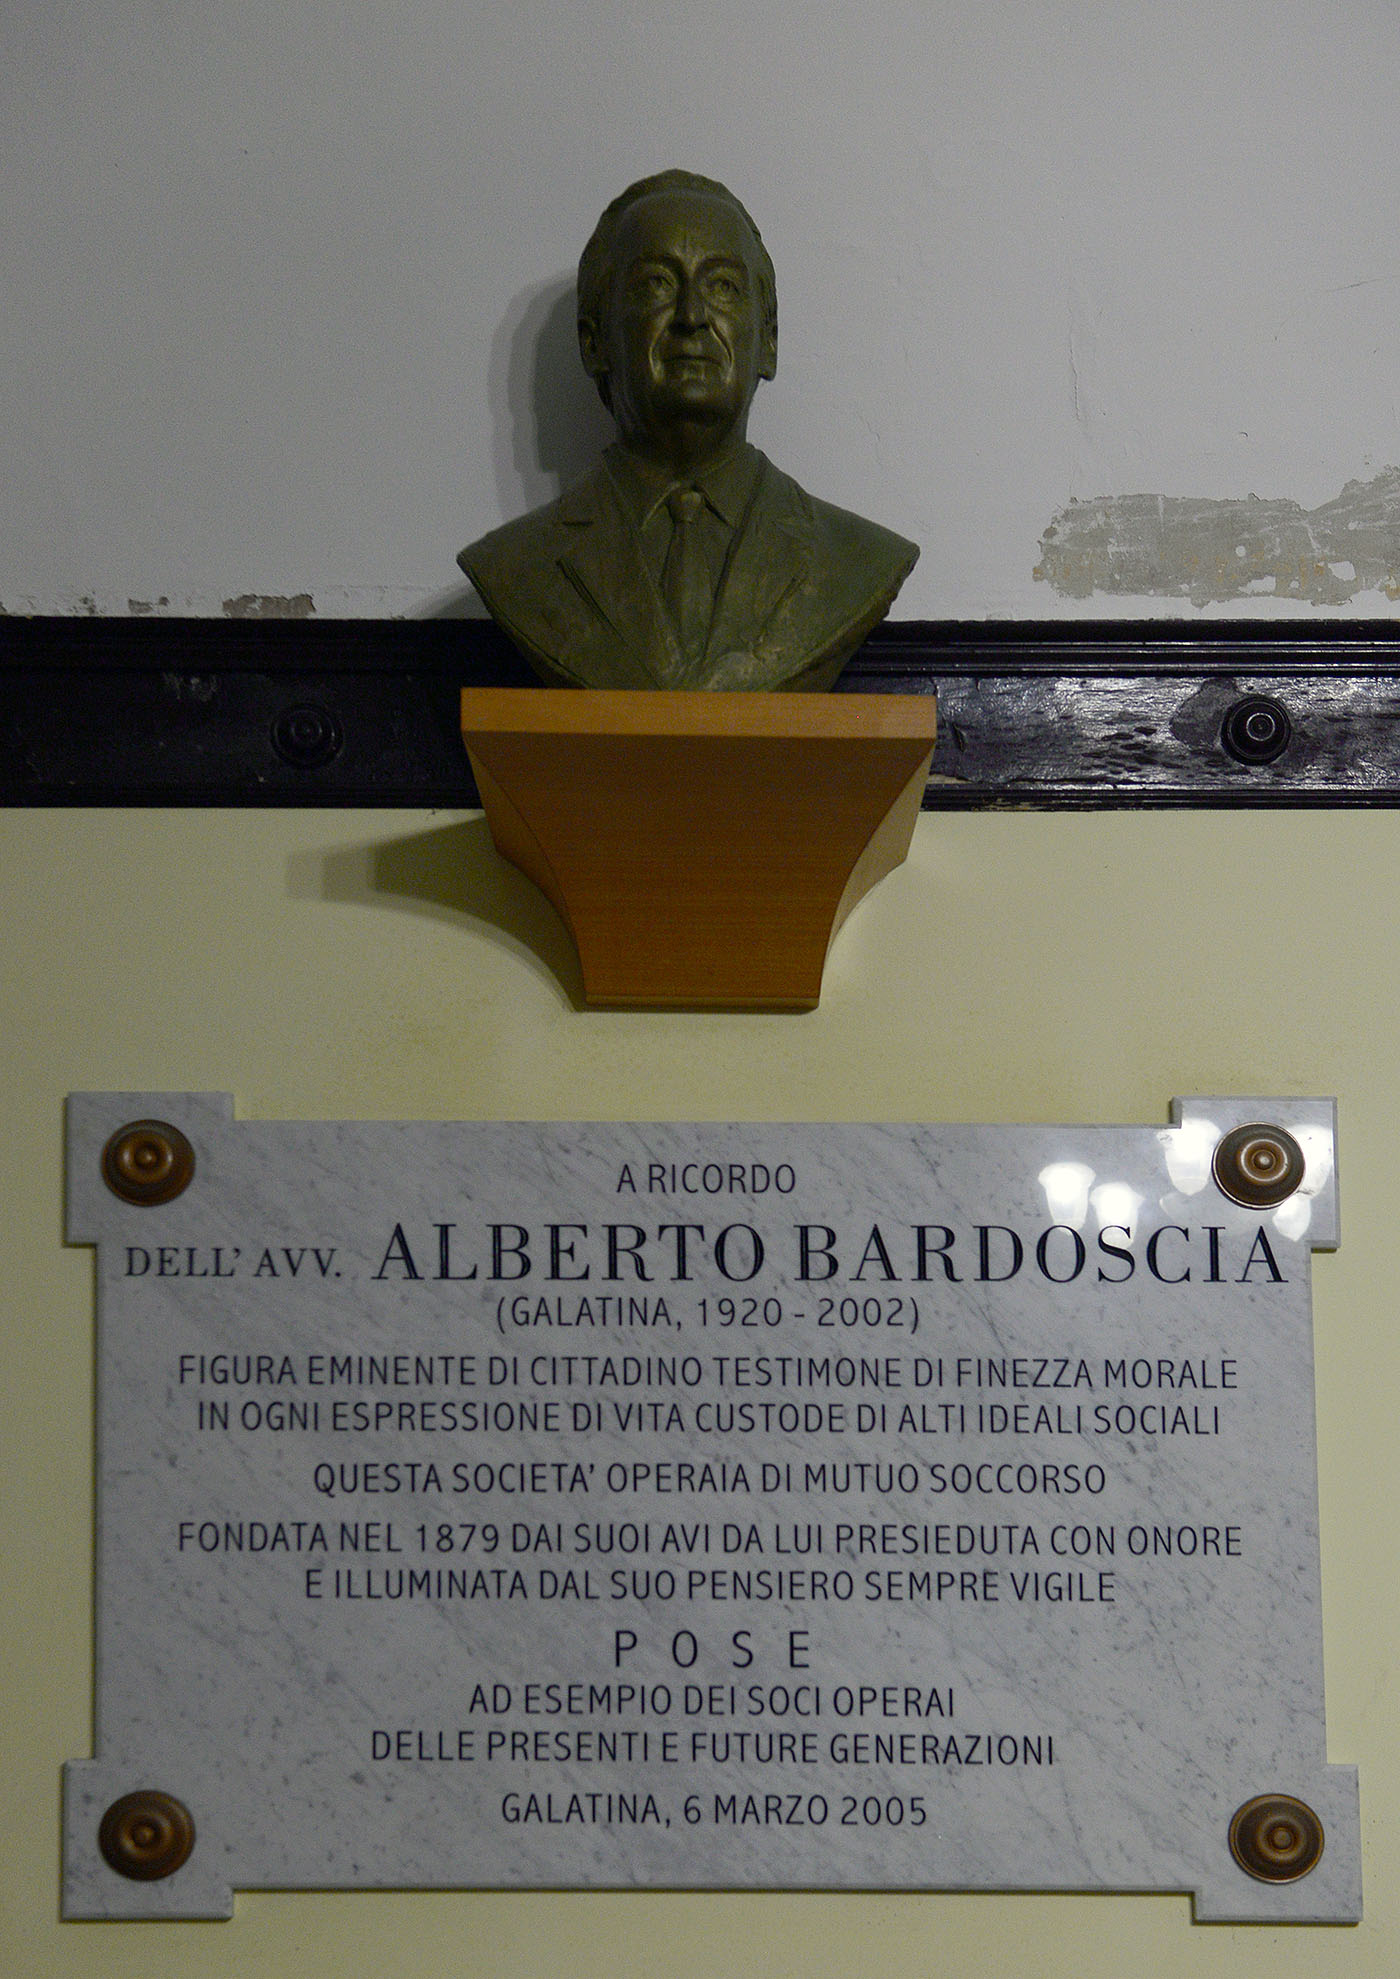 A RICORDO
DELL' AVV. ALBERTO BARDOSCIA
(GALATINA, 1920 - 2002)
FIGURA EMINENTE DI CITTADINO TESTIMONE DI FINEZZA MORALE
IN OGNI ESPRESSIONE DI VITA CUSTODE DI ALTI IDEALI SOCIALI
QUESTA SOCIETA' OPERAIA DI MUTUO SOCCORSO
FONDATA NEL 1879 DAI SUOI AVI DA LUI PRESIEDUTA CON ONORE
E ILLUMINATA DAL SUO PENSIERO SEMPRE VIGILE
P O S E
AD ESEMPIO DEI SOCI OPERAI
DELLE PRESENTI E FUTURE GENERAZIONI
GALATINA, 6 MARZO 2005